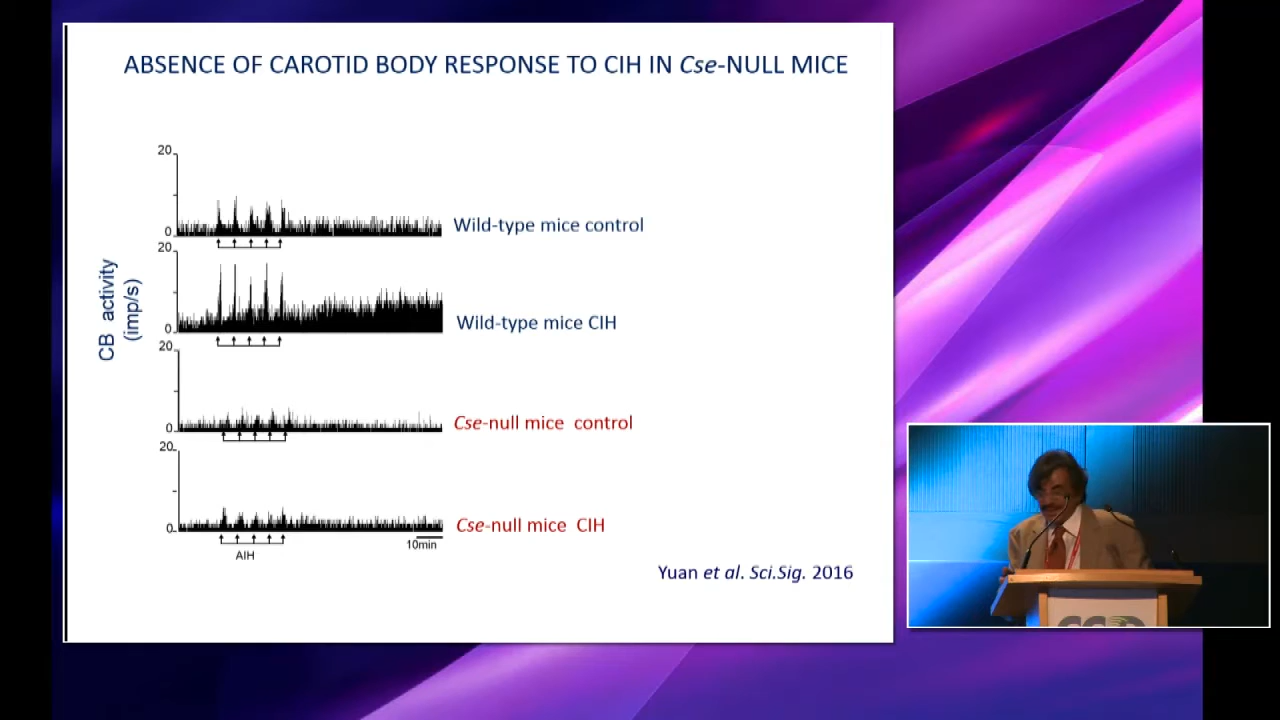 ABSENCE OF CAROTID BODY RESPONSE TO CIH IN Cse-NULL MICE
CB activity
(imp/s)
20
0
Wild-type mice control
20
0
Wild-type mice CIH
20
0
Cse-null mice control
20
0
Cse-null mice CIH
10min
AIH
Yuan et al. Sci.Sig. 2016